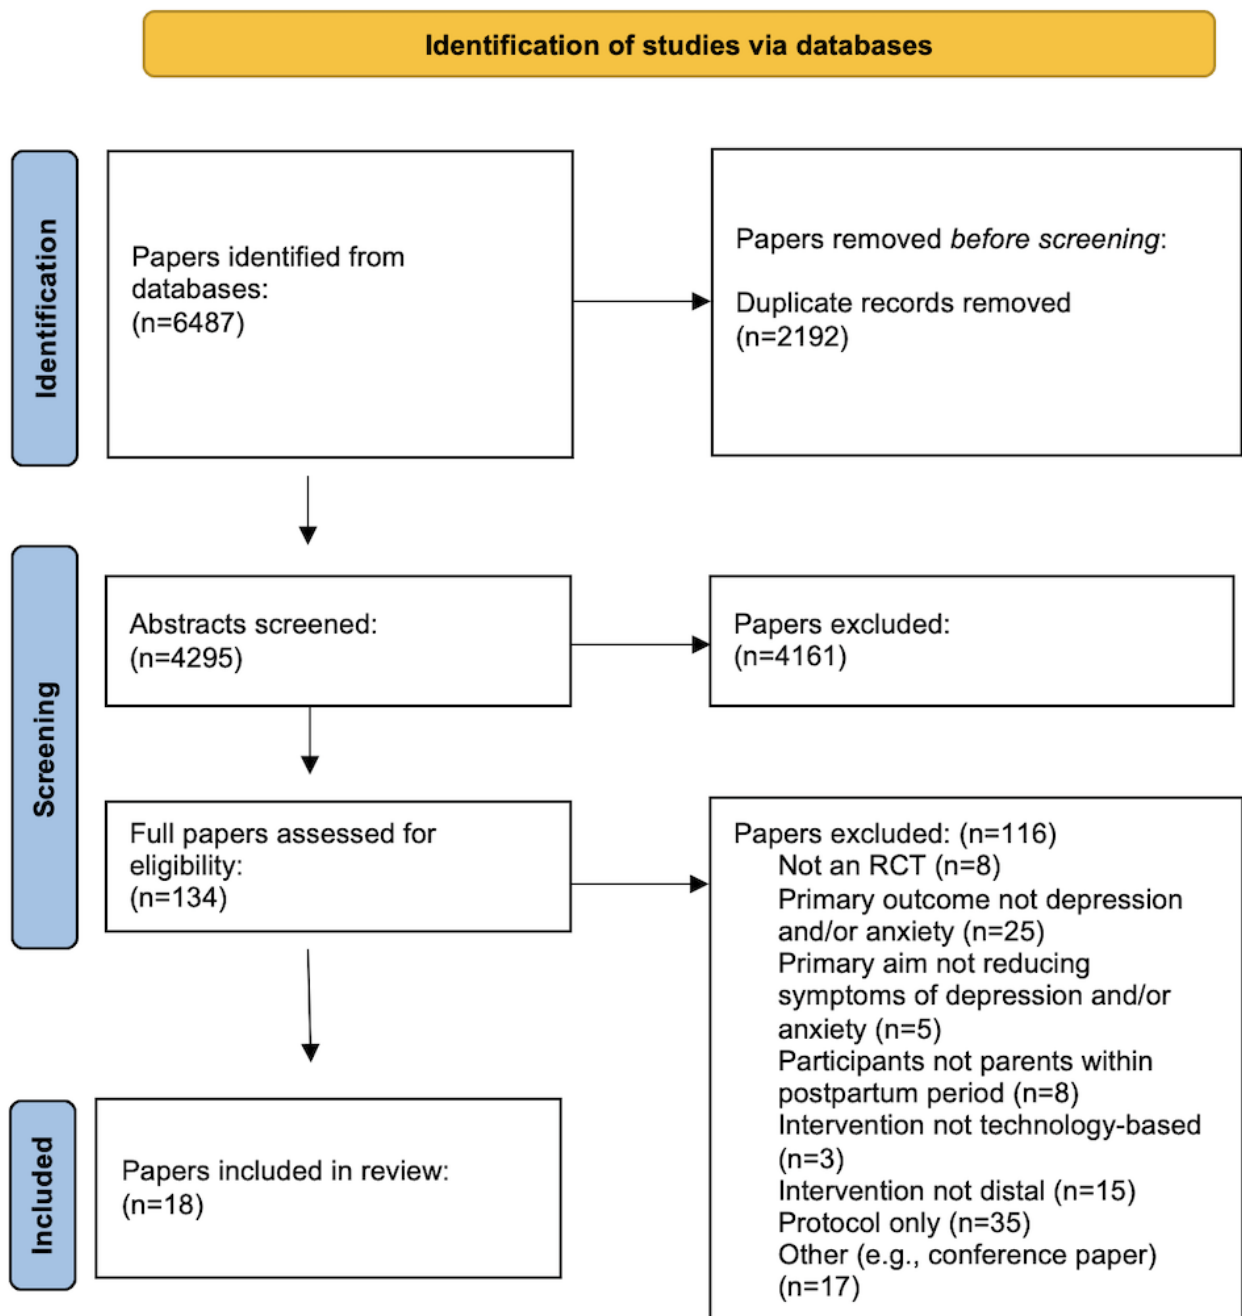 Identification of studies via databases
Identification
Papers identified from
databases:
(n=6487)
Papers removed before screening:
Duplicate records removed
(n=2192)
Screening
Abstracts screened:
(n=4295)
Papers excluded:
(n=4161)
Full papers assessed for
eligibility:
(n=134)
Papers excluded: (n=116)
Not an RCT (n=8)
Primary outcome not depression
and/or anxiety (n=25)
Primary aim not reducing
symptoms of depression and/or
anxiety (n=5)
Participants not parents within
postpartum period (n=8)
Intervention not technology-based
(n=3)
Intervention not distal (n=15)
Protocol only (n=35)
Other (e.g., conference paper)
(n=17)
Included
Papers included in review:
(n=18)